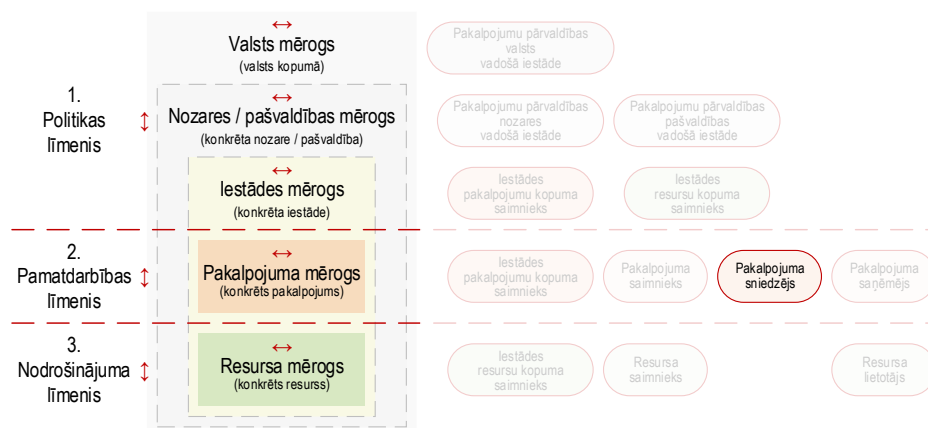 Valsts mērogs
(valsts kopumā)
Pakalpojumu pārvaldības
valsts
vadošā iestāde
1.
Politikas
līmenis
Nozares / pašvaldības mērogs
(konkrēta nozare / pašvaldība)
Pakalpojumu pārvaldības
nozares
vadošā iestāde
Pakalpojumu pārvaldības
pašvaldības
vadošā iestāde
Iestādes mērogs
(konkrēta iestāde)
Iestādes
pakalpojumu kopuma
saimnieks
Iestādes
resursu kopuma
saimnieks
2.
Pamatdarbības
līmenis
Pakalpojuma mērogs
(konkrēts pakalpojums)
Iestādes
pakalpojumu kopuma
saimnieks
Pakalpojuma
saimnieks
Pakalpojuma
sniedzējs
Pakalpojuma
saņēmējs
3.
Nodrošinājuma
līmenis
Resursa mērogs
(konkrēts resurss)
Iestādes
resursu kopuma
saimnieks
Resursa
saimnieks
Resursa
lietotājs